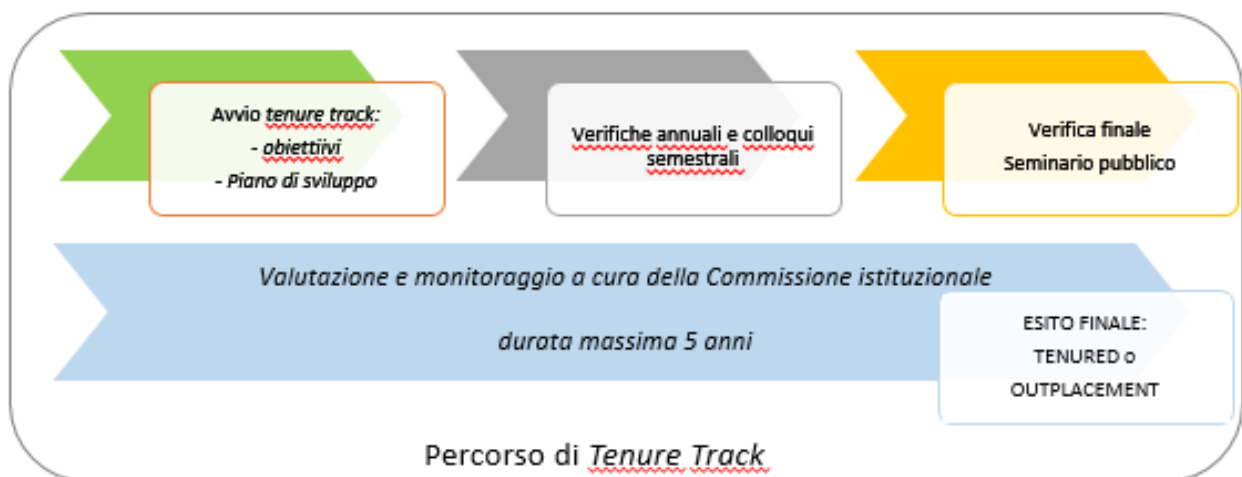 Avvio tenure track:
- obiettiivi
- Piano di sviluppo
Verifiche annuali e colloqui
semestrali
Verifica finale
Seminario pubblico
Valutazione e monitoraggio a cura della Commissione istituzionale
durata massima 5 anni
ESITO FINALE:
TENURED o
OUTPLACEMENT
Percorso di Tenure Track